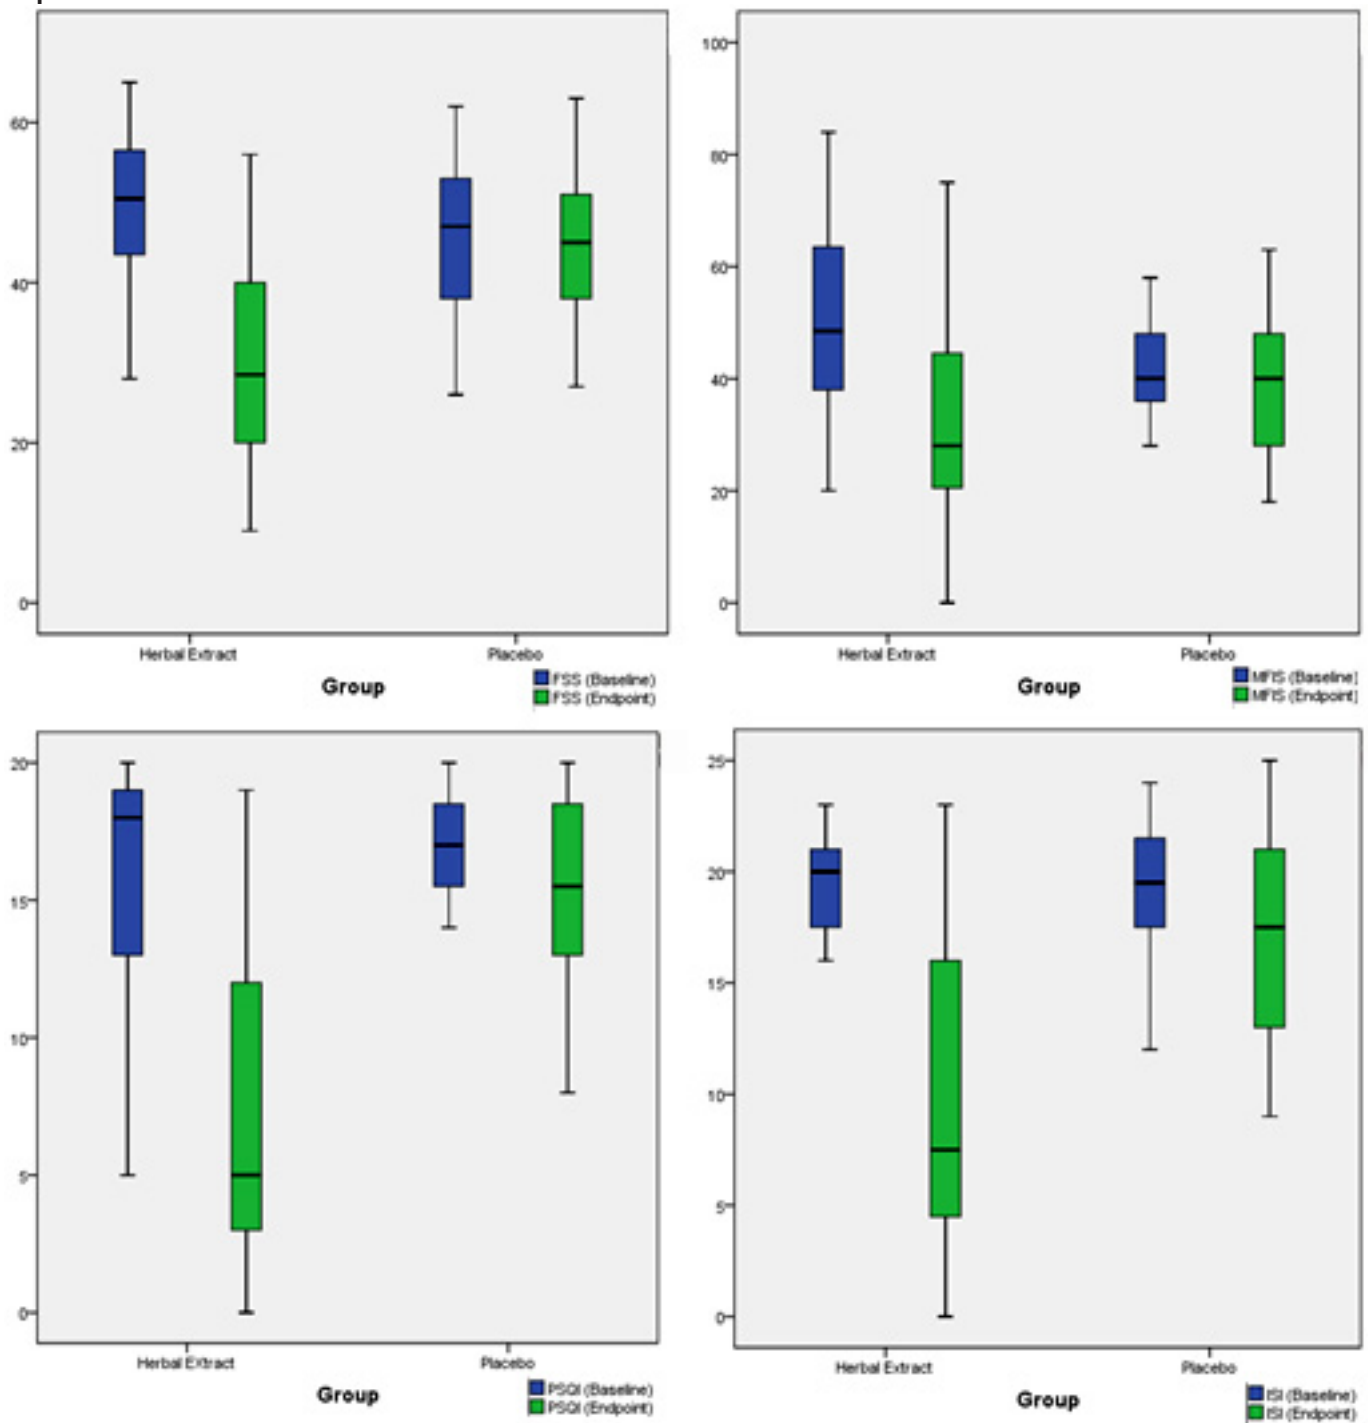 60
40
20
0
Herbal Extract
Placebo
Group
FSS (Baseline)
FSS (Endpoint)
100
80
60
40
20
0
Herbal Extract
Placebo
Group
MFIS (Baseline)
MFIS (Endpoint)
20
15
10
5
0
Herbal Extract
Placebo
Group
PSQI (Baseline)
PSQI (Endpoint)
25
20
15
10
5
0
Herbal Extract
Placebo
Group
ISI (Baseline)
ISI (Endpoint)